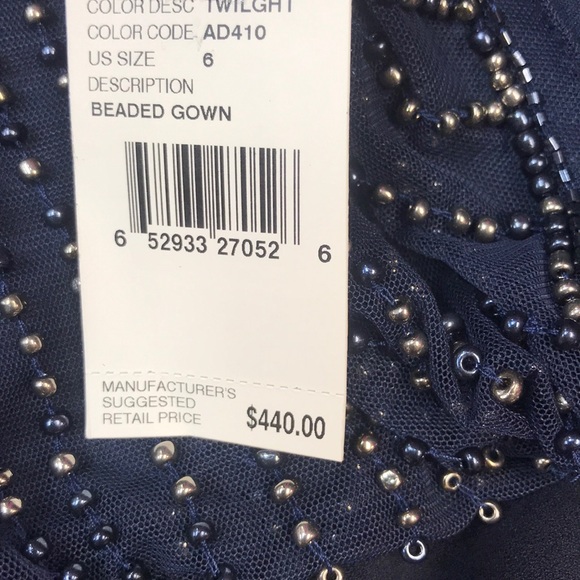 COLOR DESC TWILGHT
COLOR CODE AD410
US SIZE 6
DESCRIPTION
BEADED GOWN
6 52933 27052 6
MANUFACTURER'S
SUGGESTED
RETAIL PRICE $440.00